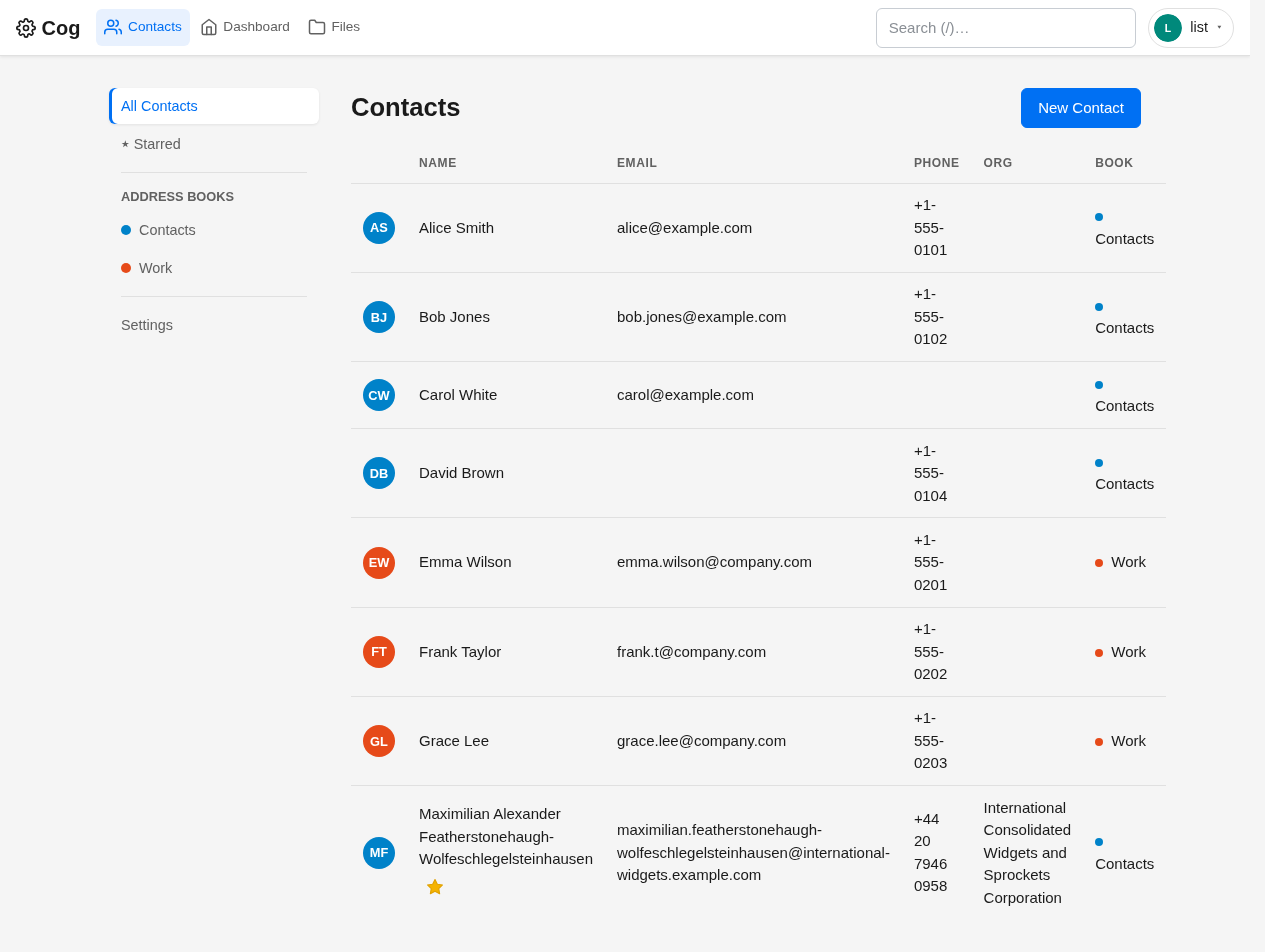 Cog
Contacts
Dashboard
Files
Search (/)…
L
list
All Contacts
Starred
ADDRESS BOOKS
Contacts
Work
Settings
Contacts
New Contact
NAME EMAIL PHONE ORG BOOK
AS
Alice Smith
alice@example.com
+1-
555-
0101
Contacts
BJ
Bob Jones
bob.jones@example.com
+1-
555-
0102
Contacts
CW
Carol White
carol@example.com
Contacts
DB
David Brown
+1-
555-
0104
Contacts
EW
Emma Wilson
emma.wilson@company.com
+1-
555-
0201
Work
FT
Frank Taylor
frank.t@company.com
+1-
555-
0202
Work
GL
Grace Lee
grace.lee@company.com
+1-
555-
0203
Work
MF
Maximilian Alexander
Featherstonehaugh-
Wolfeschlegelsteinhausen
maximilian.featherstonehaugh-
wolfeschlegelsteinhausen@international-
widgets.example.com
+44
20
7946
0958
International
Consolidated
Widgets and
Sprockets
Corporation
Contacts